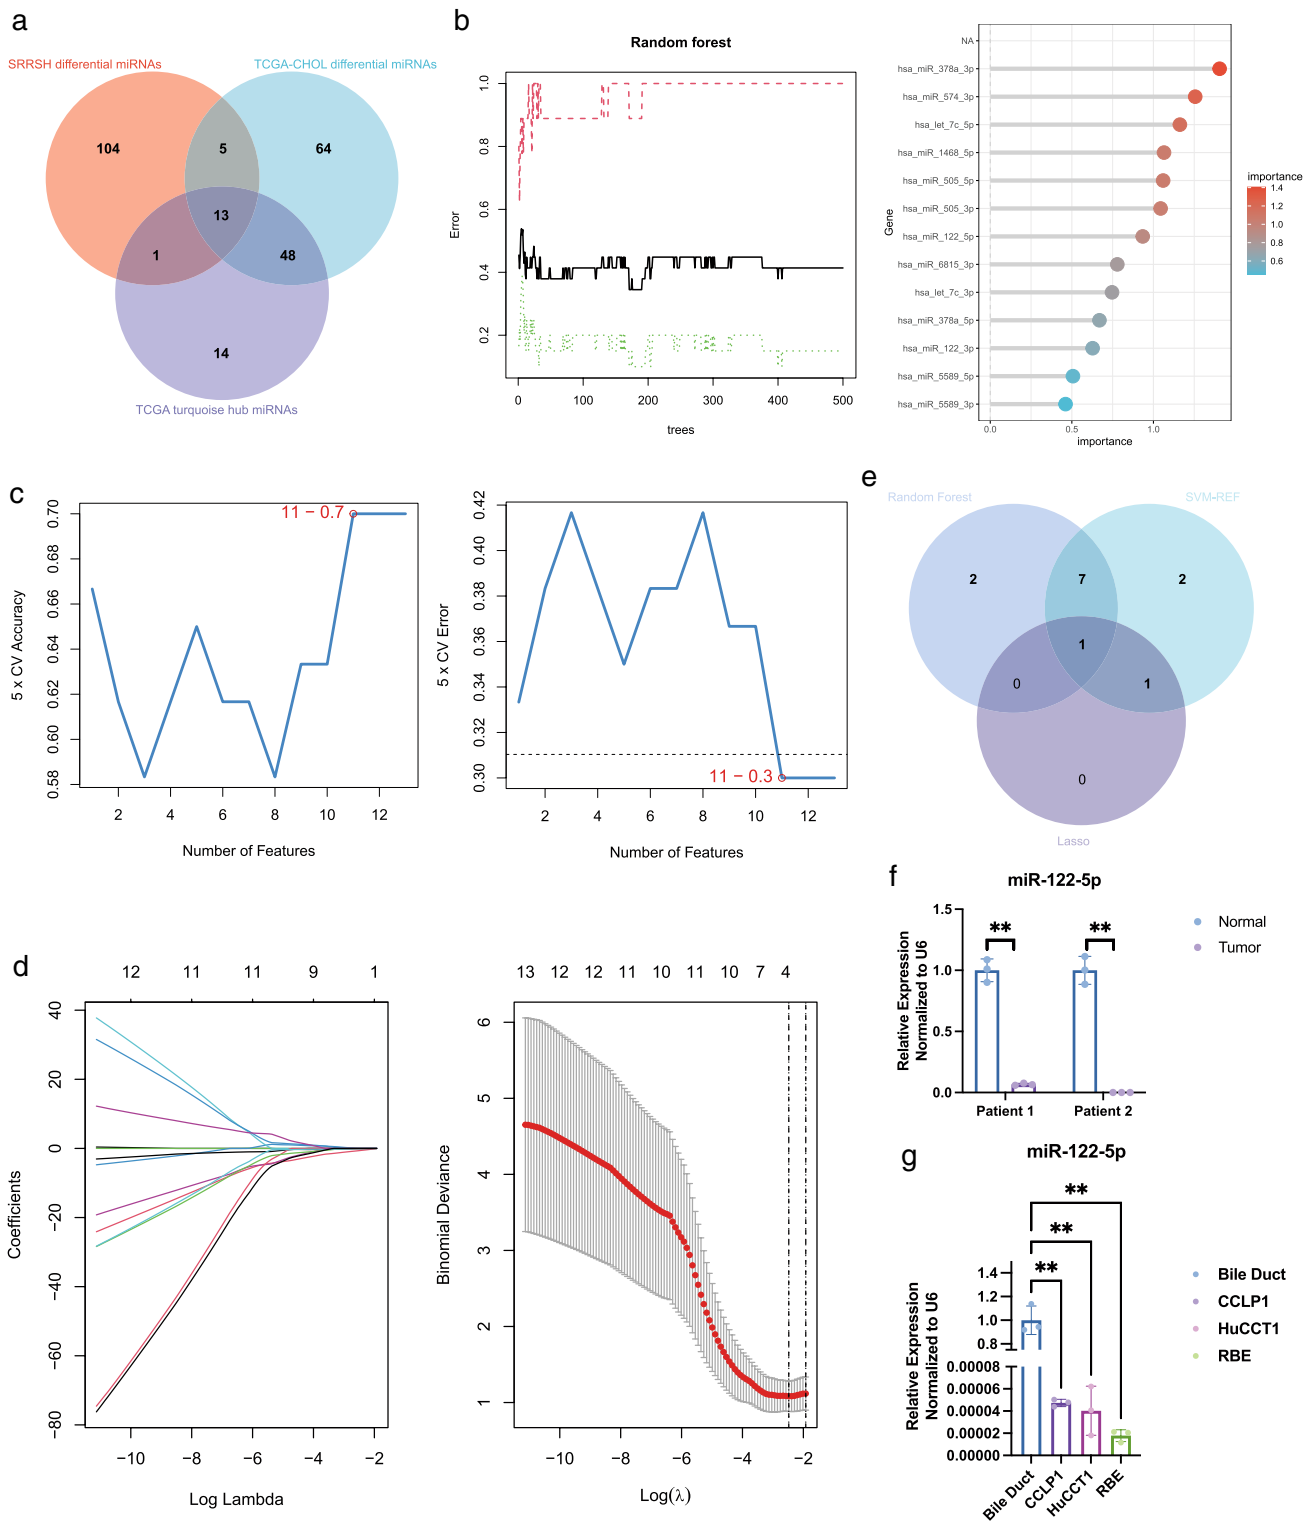 a
SRRSH differential miRNAs
TCGA-CHOL differential miRNAs
104
5
64
13
1
48
14
TCGA turquoise hub miRNAs
b
Random forest
Error
1.0
0.8
0.6
0.4
0.2
0 100 200 300 400 500
trees
Gene
NA
hsa_miR_378a_3p
hsa_miR_574_3p
hsa_let_7c_5p
hsa_miR_1468_5p
hsa_miR_505_5p
hsa_miR_505_3p
hsa_miR_122_5p
hsa_miR_6815_3p
hsa_let_7c_3p
hsa_miR_378a_5p
hsa_miR_122_3p
hsa_miR_5589_5p
hsa_miR_5589_3p
0.0 0.5 1.0
importance
importance
1.4
1.2
1.0
0.8
0.6
c
5 x CV Accuracy
0.70
0.68
0.66
0.64
0.62
0.60
0.58
11 − 0.7
2 4 6 8 10 12
Number of Features
5 x CV Error
0.42
0.40
0.38
0.36
0.34
0.32
0.30
11 − 0.3
2 4 6 8 10 12
Number of Features
e
Random Forest
SVM-REF
2
7
2
1
0
1
0
Lasso
d
12 11 11 9 1
Coefficients
40
20
0
−20
−40
−60
−80
−10 −8 −6 −4 −2
Log Lambda
13 12 12 11 10 11 10 7 4
Binomial Deviance
6
5
4
3
2
1
−10 −8 −6 −4 −2
Log(λ)
f
miR-122-5p
Relative Expression
Normalized to U6
1.5
1.0
0.5
0.0
**
**
Patient 1
Patient 2
Normal
Tumor
g
miR-122-5p
Relative Expression
Normalized to U6
**
**
**
1.4
1.2
1.0
0.8
0.00008
0.00006
0.00004
0.00002
0.00000
Bile Duct
CCLP1
HuCCT1
RBE
Bile Duct
CCLP1
HuCCT1
RBE